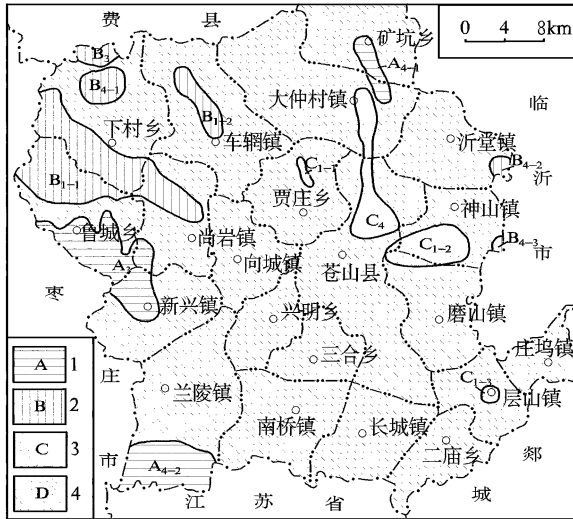 费 县
0 4 8km
矿坑乡
A4-1
B3
B4-1
大仲村镇
临
B1-2
下村乡
车辋镇
沂堂镇
C1-1
B4-2
沂
B1-1
贾庄乡
神山镇
C4
鲁城乡
尚岩镇
C1-2
B4-3
市
A3
向城镇
苍山县
枣
新兴镇
兴明乡
磨山镇
A 1
庄
庄坞镇
三合乡
B 2
兰陵镇
C1-3
层山镇
C 3
南桥镇
长城镇
市
A4-2
二庙乡
郯
D 4
江 苏 省
城